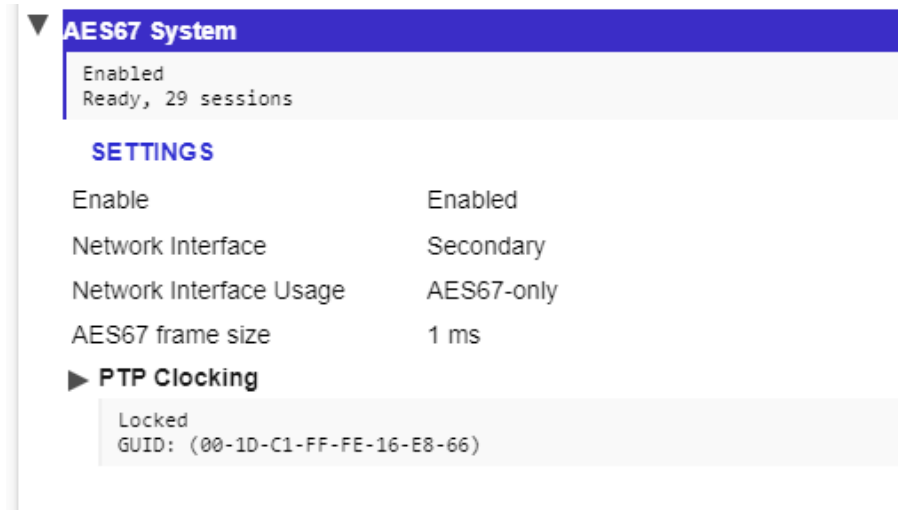 AES67 System
Enabled
Ready, 29 sessions
SETTINGS
Enable Enabled
Network Interface Secondary
Network Interface Usage AES67-only
AES67 frame size 1 ms
PTP Clocking
Locked
GUID: (00-1D-C1-FF-FE-16-E8-66)